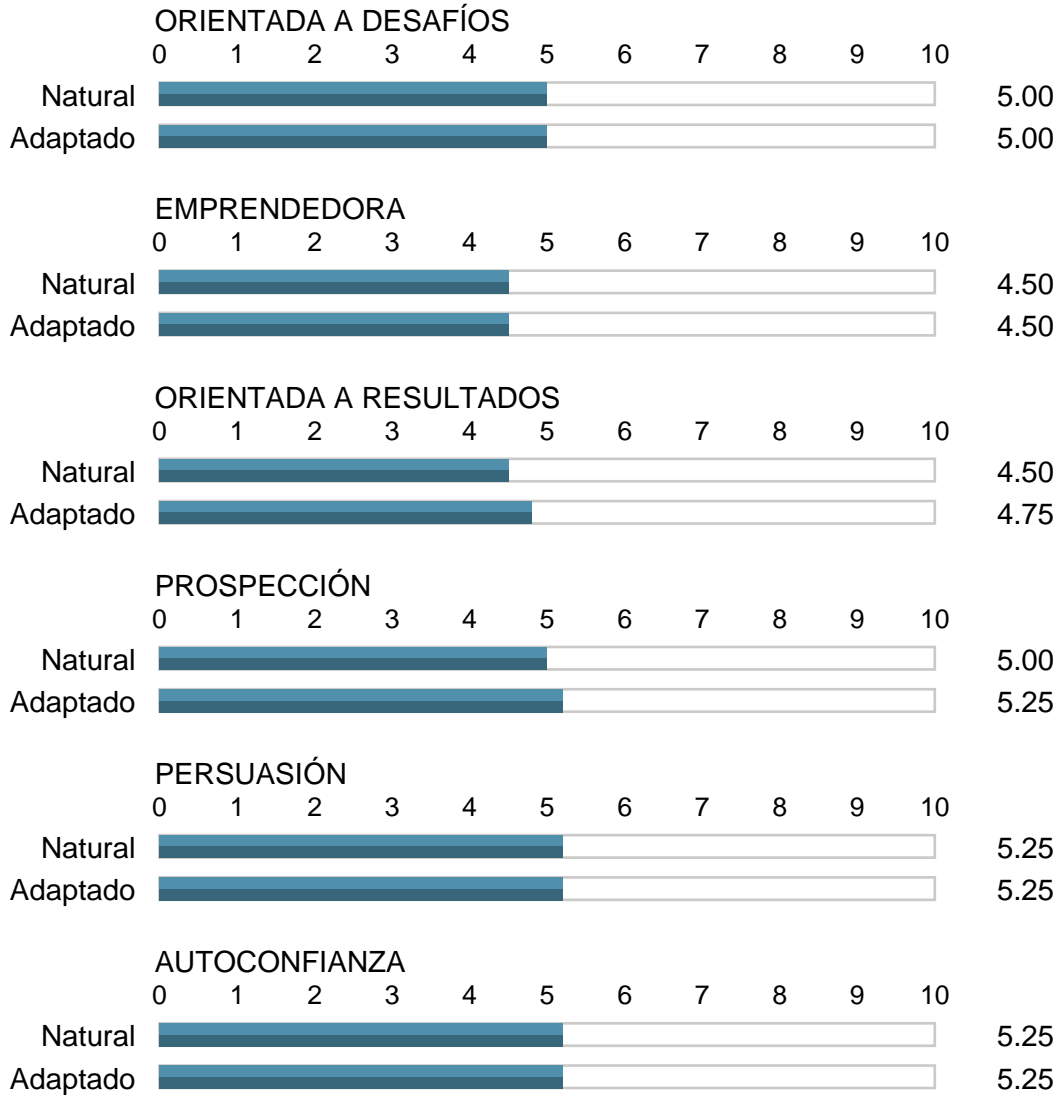 ORIENTADA A DESAFÍOS
0 1 2 3 4 5 6 7 8 9 10
Natural 5.00
Adaptado 5.00
EMPRENDEDORA
0 1 2 3 4 5 6 7 8 9 10
Natural 4.50
Adaptado 4.50
ORIENTADA A RESULTADOS
0 1 2 3 4 5 6 7 8 9 10
Natural 4.50
Adaptado 4.75
PROSPECCIÓN
0 1 2 3 4 5 6 7 8 9 10
Natural 5.00
Adaptado 5.25
PERSUASIÓN
0 1 2 3 4 5 6 7 8 9 10
Natural 5.25
Adaptado 5.25
AUTOCONFIANZA
0 1 2 3 4 5 6 7 8 9 10
Natural 5.25
Adaptado 5.25